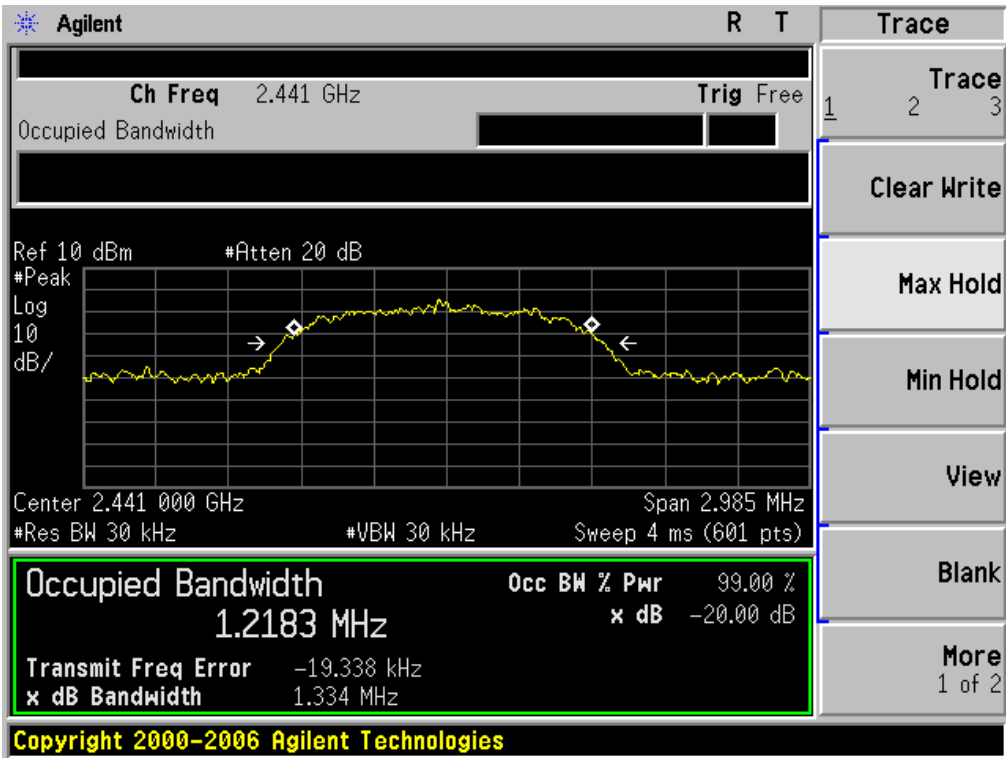 Agilent R T Trace
Ch Freq 2.441 GHz Trig Free
Occupied Bandwidth
Trace
1 2 3
Clear Write
Max Hold
Min Hold
View
Blank
More
1 of 2
Ref 10 dBm #Atten 20 dB
#Peak
Log
10
dB/
Center 2.441 000 GHz Span 2.985 MHz
#Res BW 30 kHz #VBW 30 kHz Sweep 4 ms (601 pts)
Occupied Bandwidth Occ BW % Pwr 99.00 %
1.2183 MHz x dB -20.00 dB
Transmit Freq Error -19.338 kHz
x dB Bandwidth 1.334 MHz
Copyright 2000-2006 Agilent Technologies